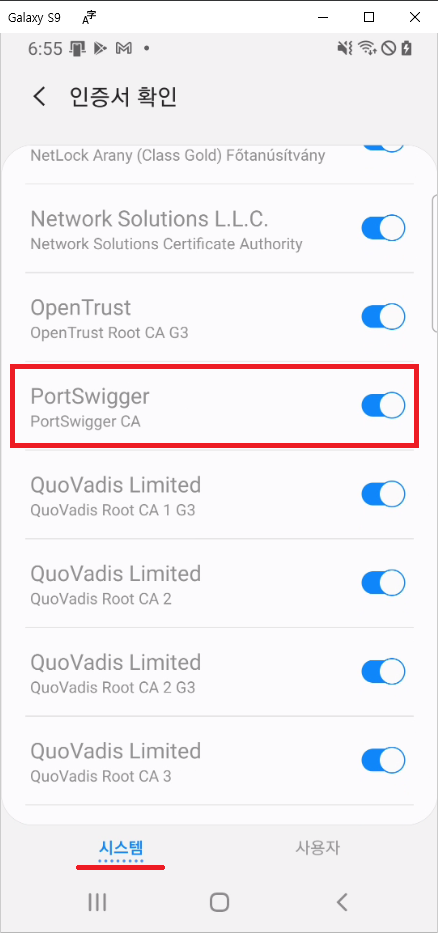 Galaxy S9
6:55
인증서 확인
NetLock Arany (Class Gold) Főtanúsítvány
Network Solutions L.L.C.
Network Solutions Certificate Authority
OpenTrust
OpenTrust Root CA G3
PortSwigger
PortSwigger CA
QuoVadis Limited
QuoVadis Root CA 1 G3
QuoVadis Limited
QuoVadis Root CA 2
QuoVadis Limited
QuoVadis Root CA 2 G3
QuoVadis Limited
QuoVadis Root CA 3
시스템
사용자